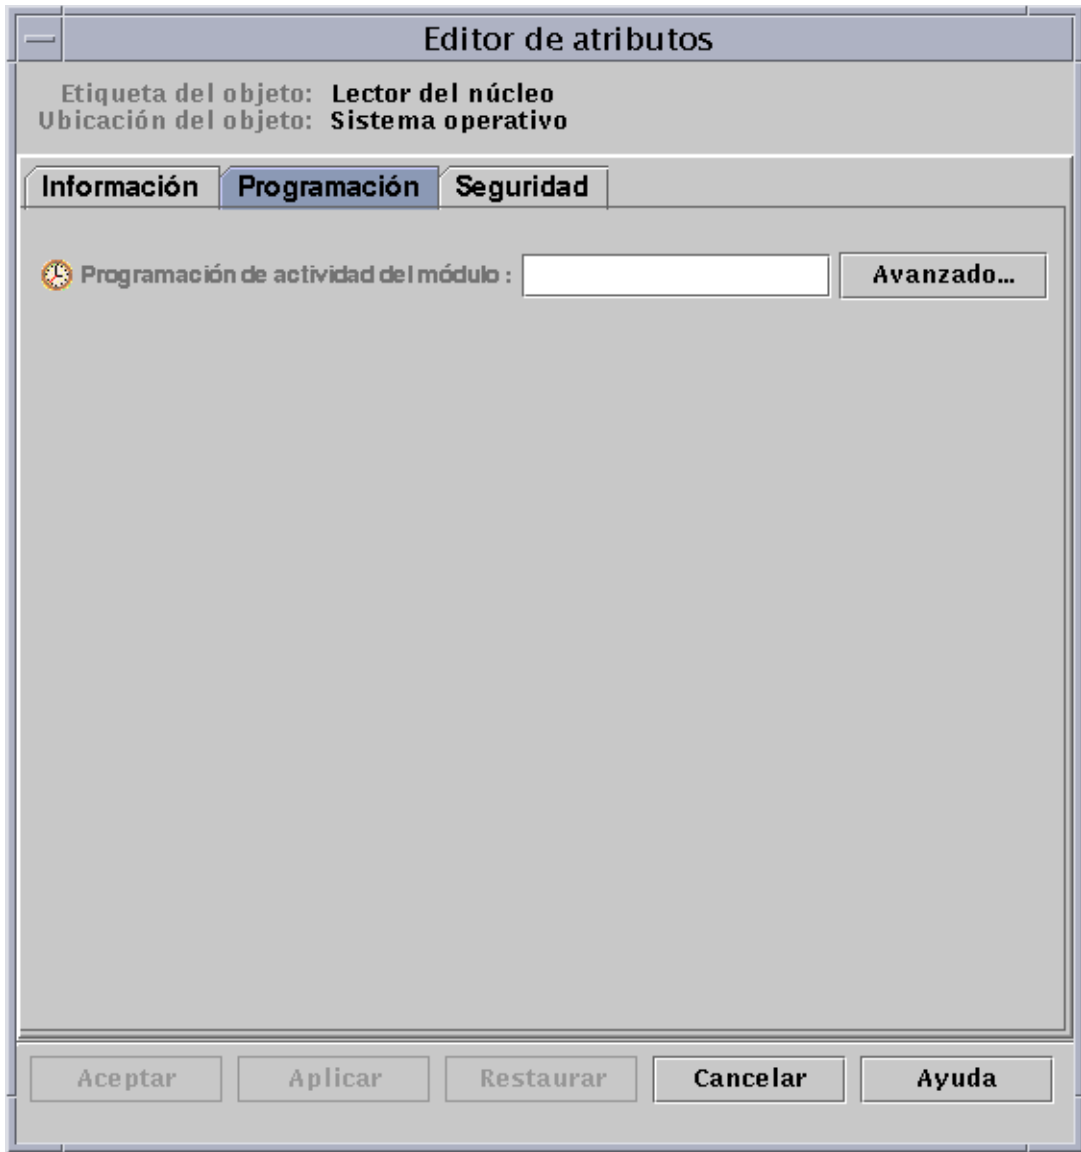 Editor de atributos
Etiqueta del objeto: Lector del núcleo
Ubicación del objeto: Sistema operativo
Información Programación Seguridad
Programación de actividad del módulo : Avanzado...
Aceptar Aplicar Restaurar Cancelar Ayuda